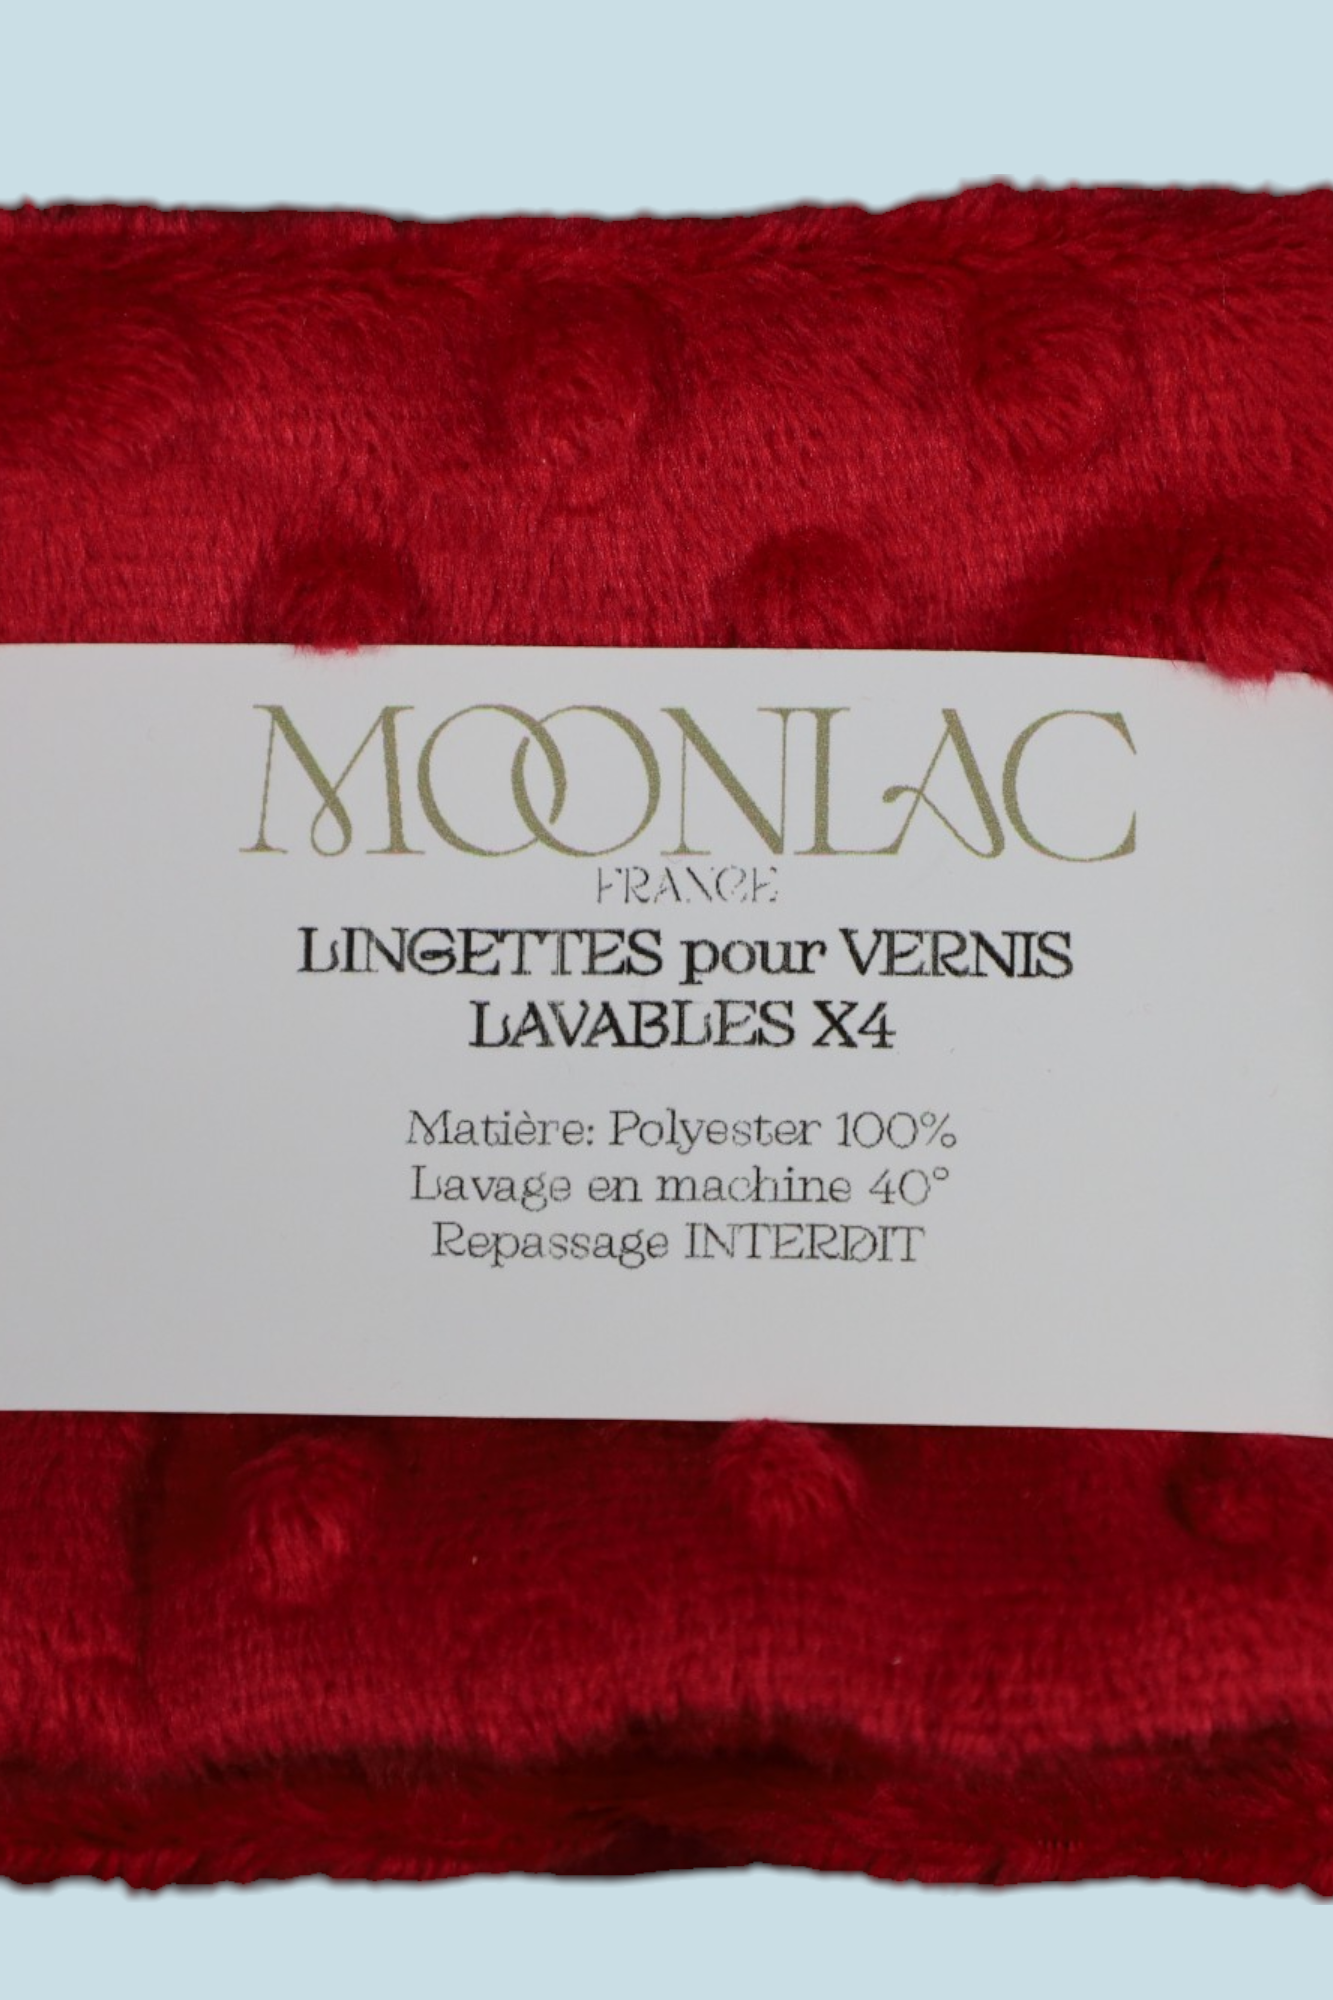 MOONLAC
FRANCE
LINGETTES pour VERNIS
LAVABLES X4
Matière: Polyester 100%
Lavage en machine 40°
Repassage INTERDIT